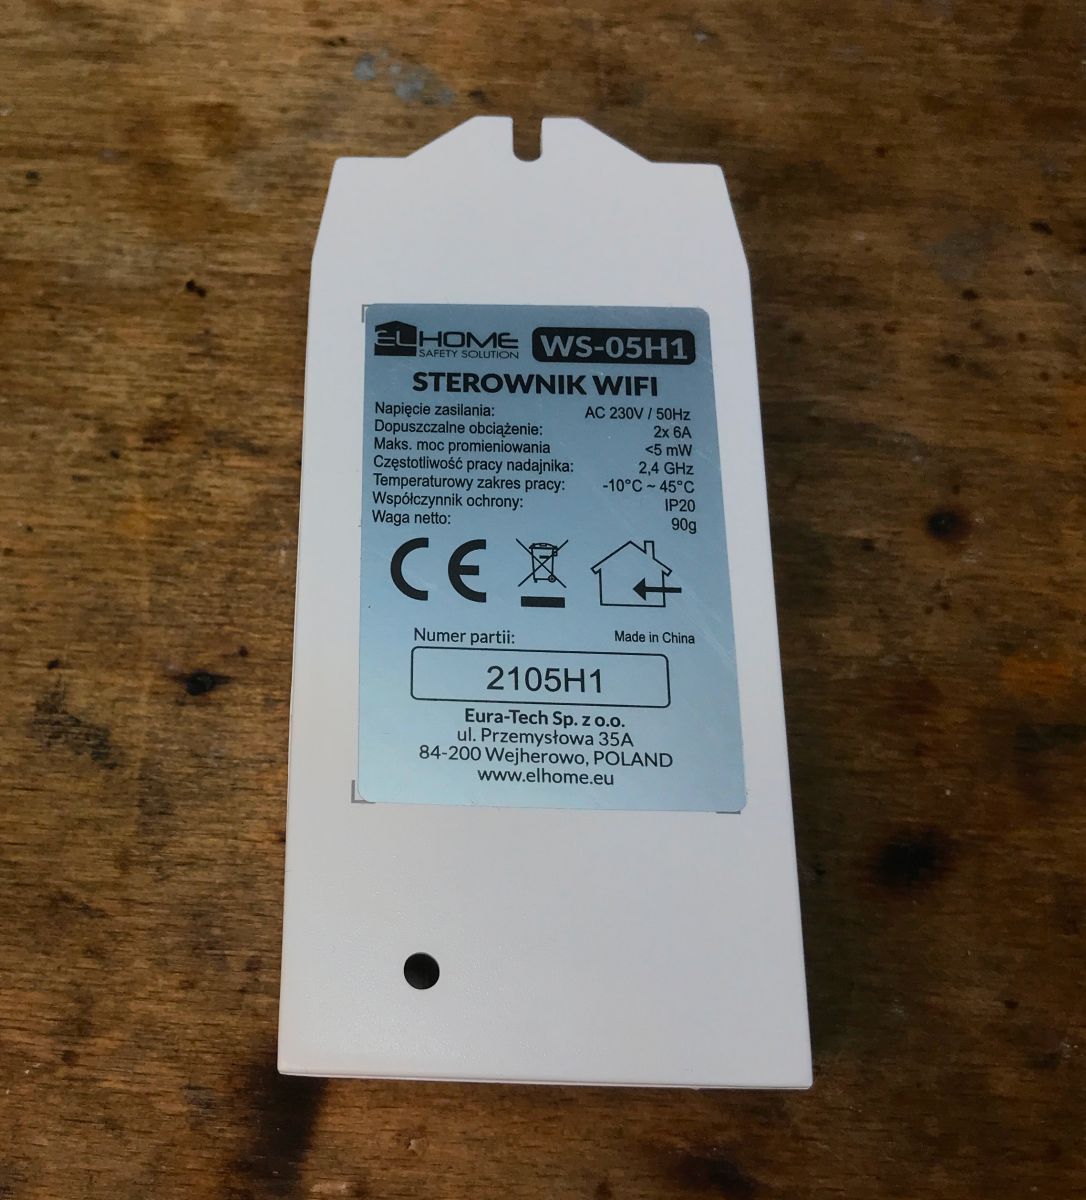 ELHOME WS-05H1
SAFETY SOLUTION
STEROWNIK WIFI
Napięcie zasilania: AC 230V / 50Hz
Dopuszczalne obciążenie: 2x 6A
Maks. moc promieniowania <5 mW
Częstotliwość pracy nadajnika: 2,4 GHz
Temperaturowy zakres pracy: -10°C ~ 45°C
Współczynnik ochrony: IP20
Waga netto: 90g
CE
Numer partii: Made in China
2105H1
Eura-Tech Sp. z o.o.
ul. Przemysłowa 35A
84-200 Wejherowo, POLAND
www.elhome.eu